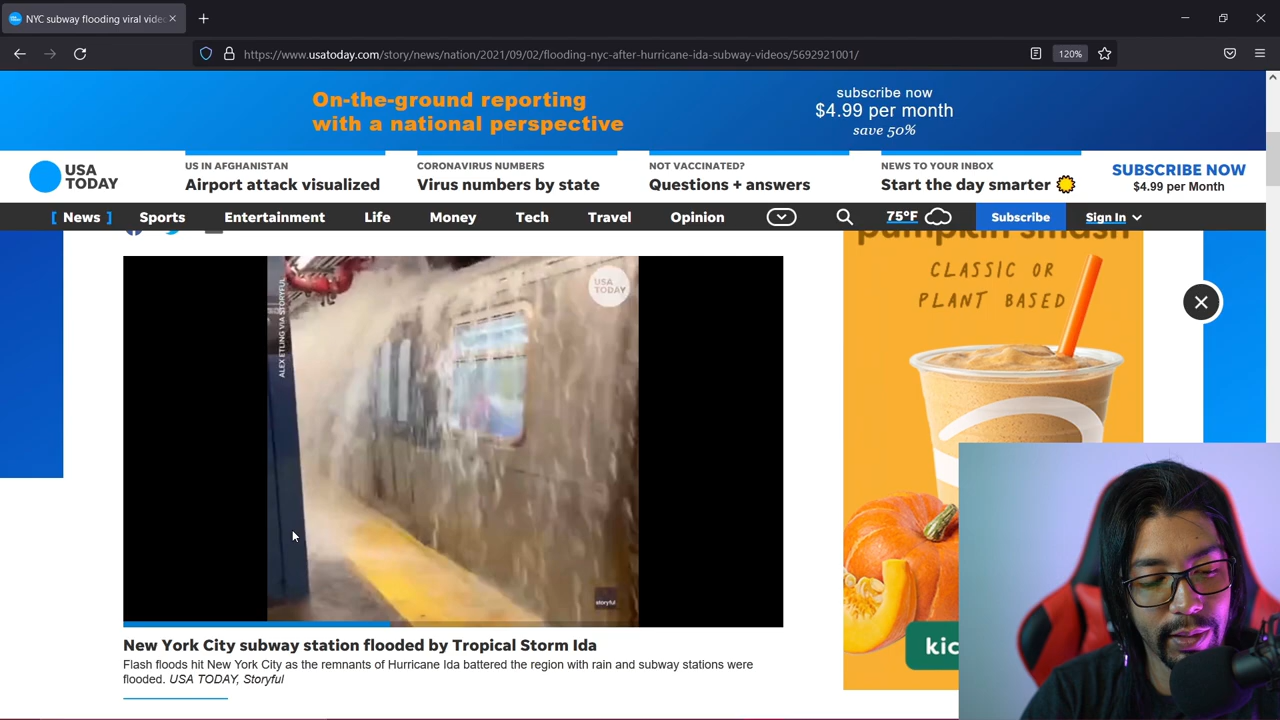 NYC subway flooding viral vide
https://www.usatoday.com/story/news/nation/2021/09/02/flooding-nyc-after-hurricane-ida-subway-videos/5692921001/
120%
On-the-ground reporting
with a national perspective
subscribe now
$4.99 per month
save 50%
USA
TODAY
US IN AFGHANISTAN
Airport attack visualized
CORONAVIRUS NUMBERS
Virus numbers by state
NOT VACCINATED?
Questions + answers
NEWS TO YOUR INBOX
Start the day smarter
SUBSCRIBE NOW
$4.99 per Month
[ News ] Sports Entertainment Life Money Tech Travel Opinion 75°F Subscribe Sign In
pumpkin smash
CLASSIC OR
PLANT BASED
ALEX ETLING VIA STORYFUL
USA
TODAY
storyful
kic
New York City subway station flooded by Tropical Storm Ida
Flash floods hit New York City as the remnants of Hurricane Ida battered the region with rain and subway stations were
flooded. USA TODAY, Storyful